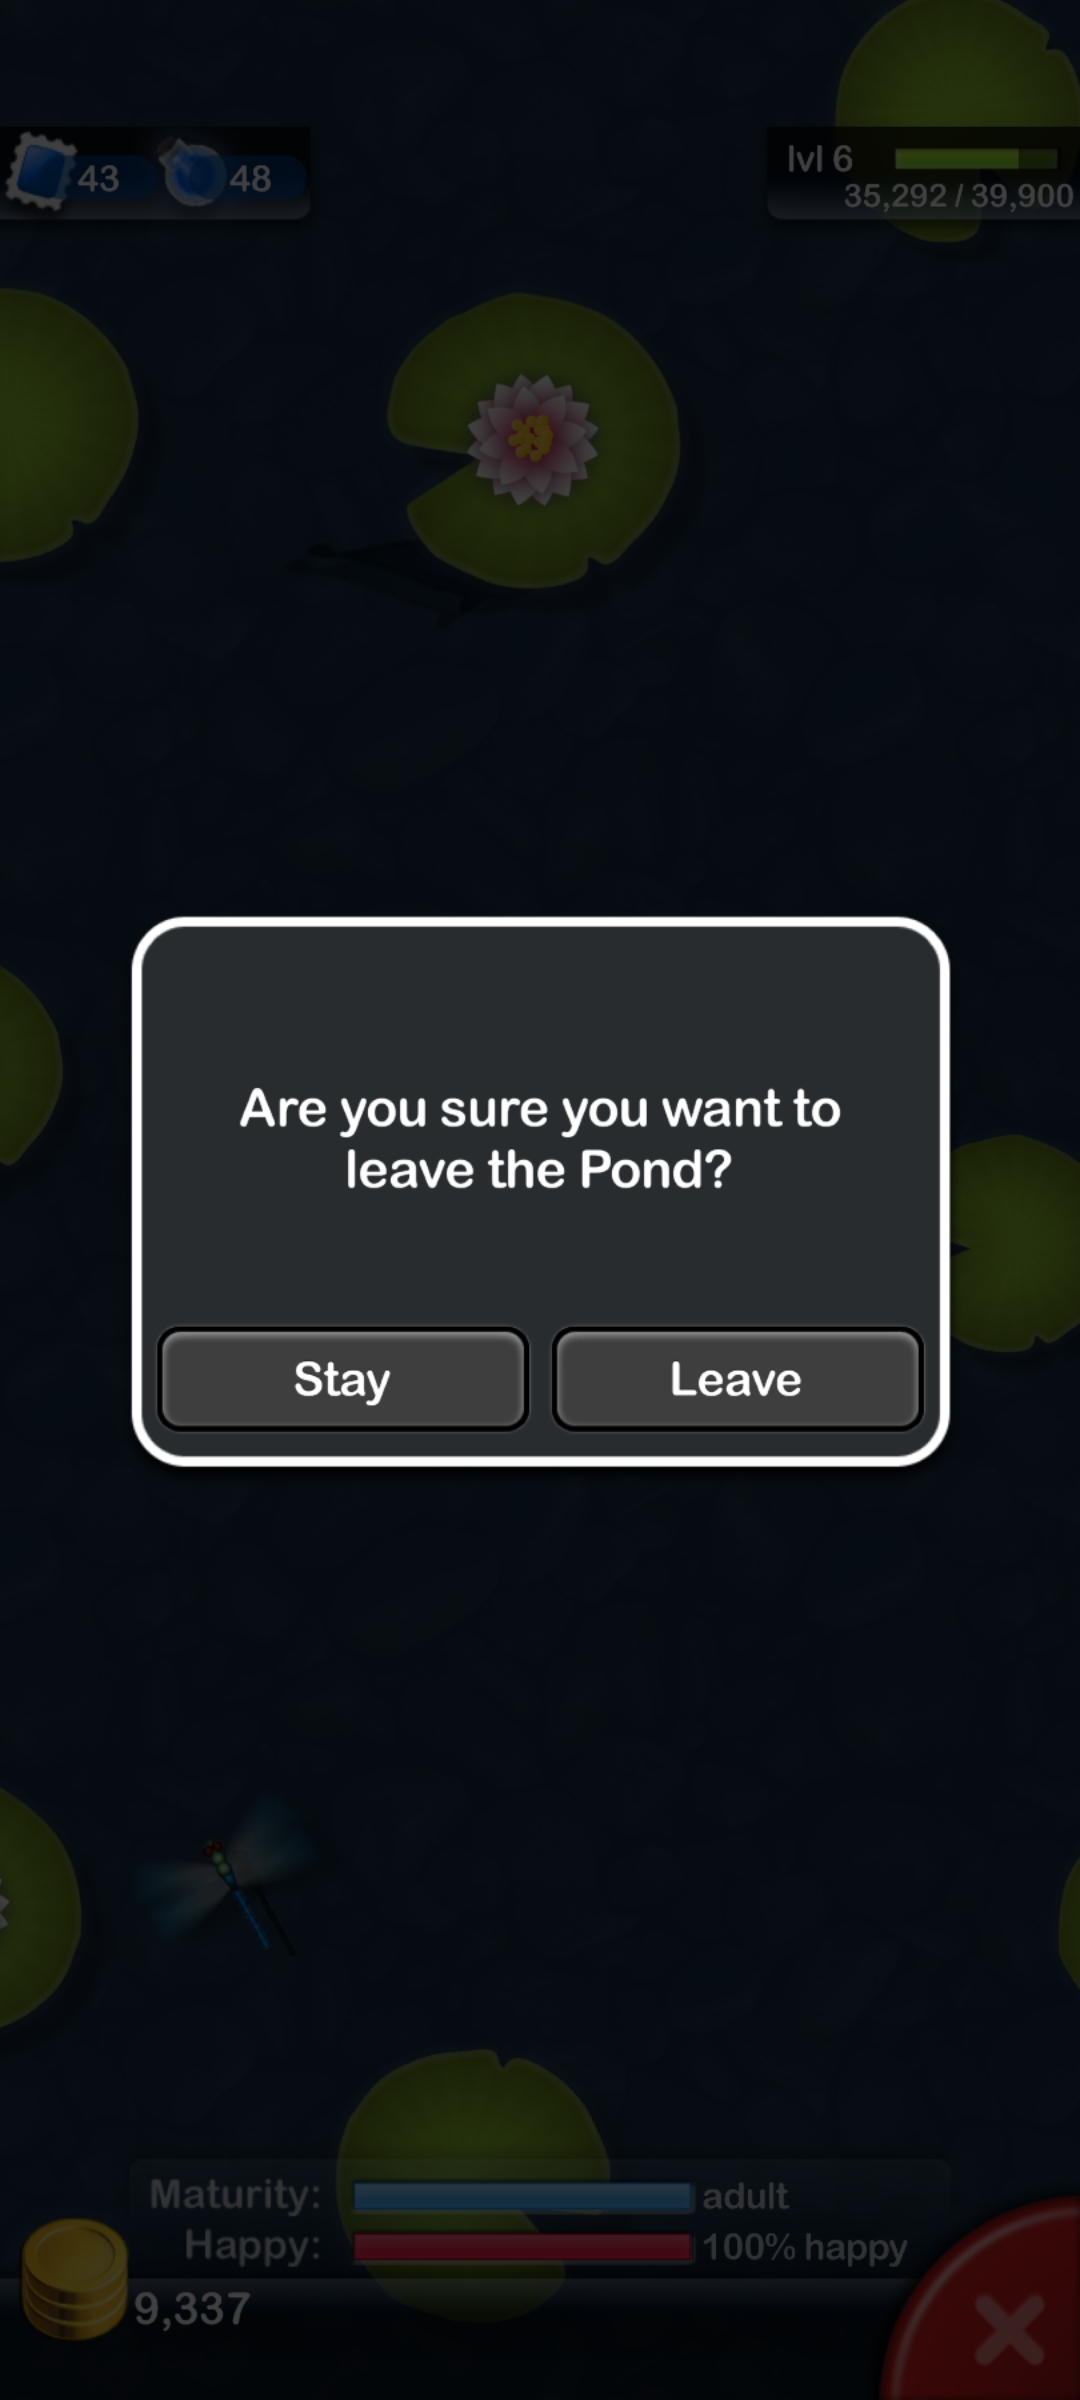 43
48
lvl 6
35,292 / 39,900
Are you sure you want to
leave the Pond?
Stay
Leave
Maturity:
adult
Happy:
100% happy
9,337